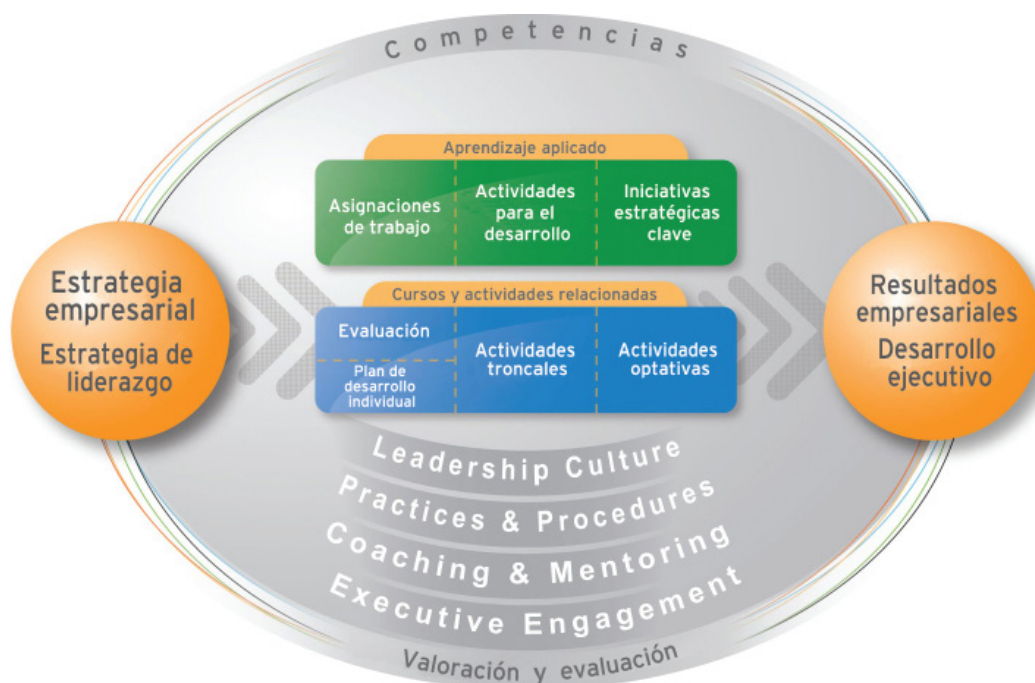 Competencias
Aprendizaje aplicado
Asignaciones
de trabajo
Actividades
para el
desarrollo
Iniciativas
estratégicas
clave
Estrategia
empresarial
Estrategia de
liderazgo
Cursos y actividades relacionadas
Evaluación
Plan de
desarrollo
individual
Actividades
troncales
Actividades
optativas
Resultados
empresariales
Desarrollo
ejecutivo
Leadership Culture
Practices & Procedures
Coaching & Mentoring
Executive Engagement
Valoración y evaluación